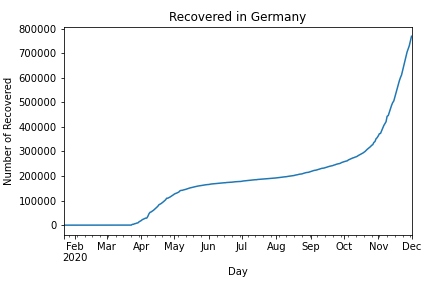 Recovered in Germany
Number of Recovered
800000
700000
600000
500000
400000
300000
200000
100000
0
Feb Mar Apr May Jun Jul Aug Sep Oct Nov Dec
2020
Day